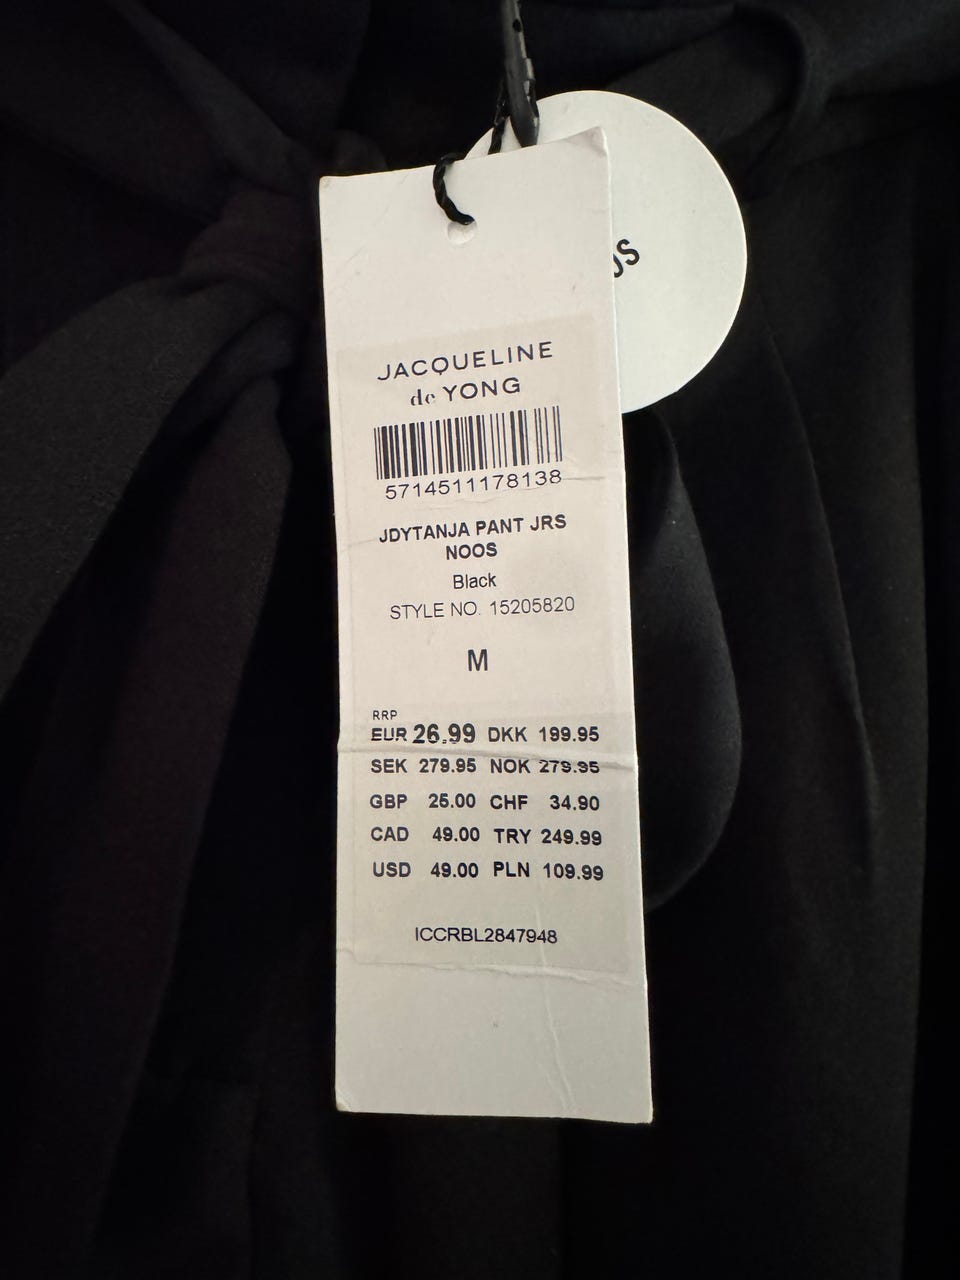 JACQUELINE
de YONG
5714511178138
JDYTANJA PANT JRS
NOOS
Black
STYLE NO. 15205820
M
RRP
EUR 26.99 DKK 199.95
SEK 279.95 NOK 279.95
GBP 25.00 CHF 34.90
CAD 49.00 TRY 249.99
USD 49.00 PLN 109.99
ICCRBL2847948